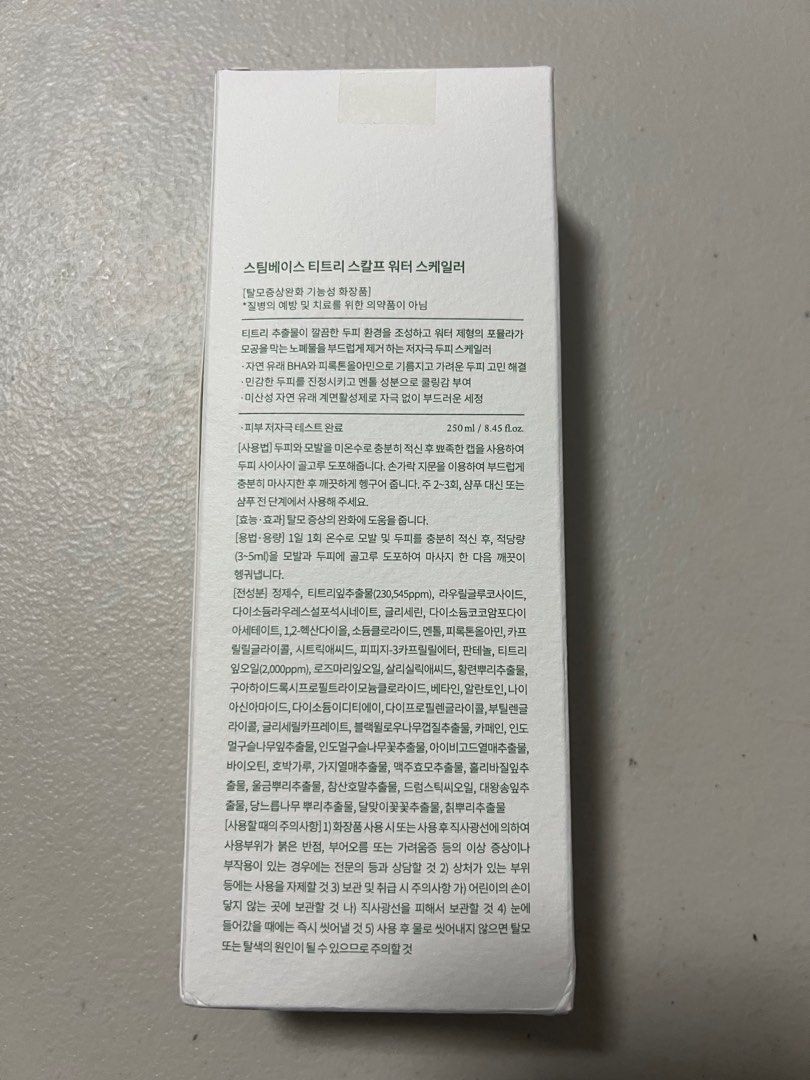 스팀베이스 티트리 스칼프 워터 스케일러
[탈모증상완화 기능성 화장품]
*질병의 예방 및 치료를 위한 의약품이 아님
티트리 추출물이 깔끔한 두피 환경을 조성하고 워터 제형의 포뮬라가
모공을 막는 노폐물을 부드럽게 제거 하는 저자극 두피 스케일러
·자연 유래 BHA와 피록톤올아민으로 기름지고 가려운 두피 고민 해결
·민감한 두피를 진정시키고 멘톨 성분으로 쿨링감 부여
·미산성 자연 유래 계면활성제로 자극 없이 부드러운 세정
·피부 저자극 테스트 완료 250 ml / 8.45 fl.oz.
[사용법] 두피와 모발을 미온수로 충분히 적신 후 뾰족한 캡을 사용하여
두피 사이사이 골고루 도포해줍니다. 손가락 지문을 이용하여 부드럽게
충분히 마사지한 후 깨끗하게 헹구어 줍니다. 주 2~3회, 샴푸 대신 또는
샴푸 전 단계에서 사용해 주세요.
[효능·효과] 탈모 증상의 완화에 도움을 줍니다.
[용법·용량] 1일 1회 온수로 모발 및 두피를 충분히 적신 후, 적당량
(3~5ml)을 모발과 두피에 골고루 도포하여 마사지 한 다음 깨끗이
헹궈냅니다.
[전성분] 정제수, 티트리잎추출물(230,545ppm), 라우릴글루코사이드,
다이소듐라우레스설포석시네이트, 글리세린, 다이소듐코코암포다이
아세테이트, 1,2-헥산다이올, 소듐클로라이드, 멘톨, 피록톤올아민, 카프
릴릴글라이콜, 시트릭애씨드, 피피지-3카프릴릴에터, 판테놀, 티트리
잎오일(2,000ppm), 로즈마리잎오일, 살리실릭애씨드, 황련뿌리추출물,
구아하이드록시프로필트라이모늄클로라이드, 베타인, 알란토인, 나이
아신아마이드, 다이소듐이디티에이, 다이프로필렌글라이콜, 부틸렌글
라이콜, 글리세릴카프레이트, 블랙윌로우나무껍질추출물, 카페인, 인도
멀구슬나무잎추출물, 인도멀구슬나무꽃추출물, 아이비고드열매추출물,
바이오틴, 호박가루, 가지열매추출물, 맥주효모추출물, 홀리바질잎추
출물, 울금뿌리추출물, 참산호말추출물, 드럼스틱씨오일, 대왕송잎추
출물, 당느릅나무 뿌리추출물, 달맞이꽃꽃추출물, 칡뿌리추출물
[사용할 때의 주의사항] 1) 화장품 사용 시 또는 사용 후 직사광선에 의하여
사용부위가 붉은 반점, 부어오름 또는 가려움증 등의 이상 증상이나
부작용이 있는 경우에는 전문의 등과 상담할 것 2) 상처가 있는 부위
등에는 사용을 자제할 것 3) 보관 및 취급 시 주의사항 가) 어린이의 손이
닿지 않는 곳에 보관할 것 나) 직사광선을 피해서 보관할 것 4) 눈에
들어갔을 때에는 즉시 씻어낼 것 5) 사용 후 물로 씻어내지 않으면 탈모
또는 탈색의 원인이 될 수 있으므로 주의할 것